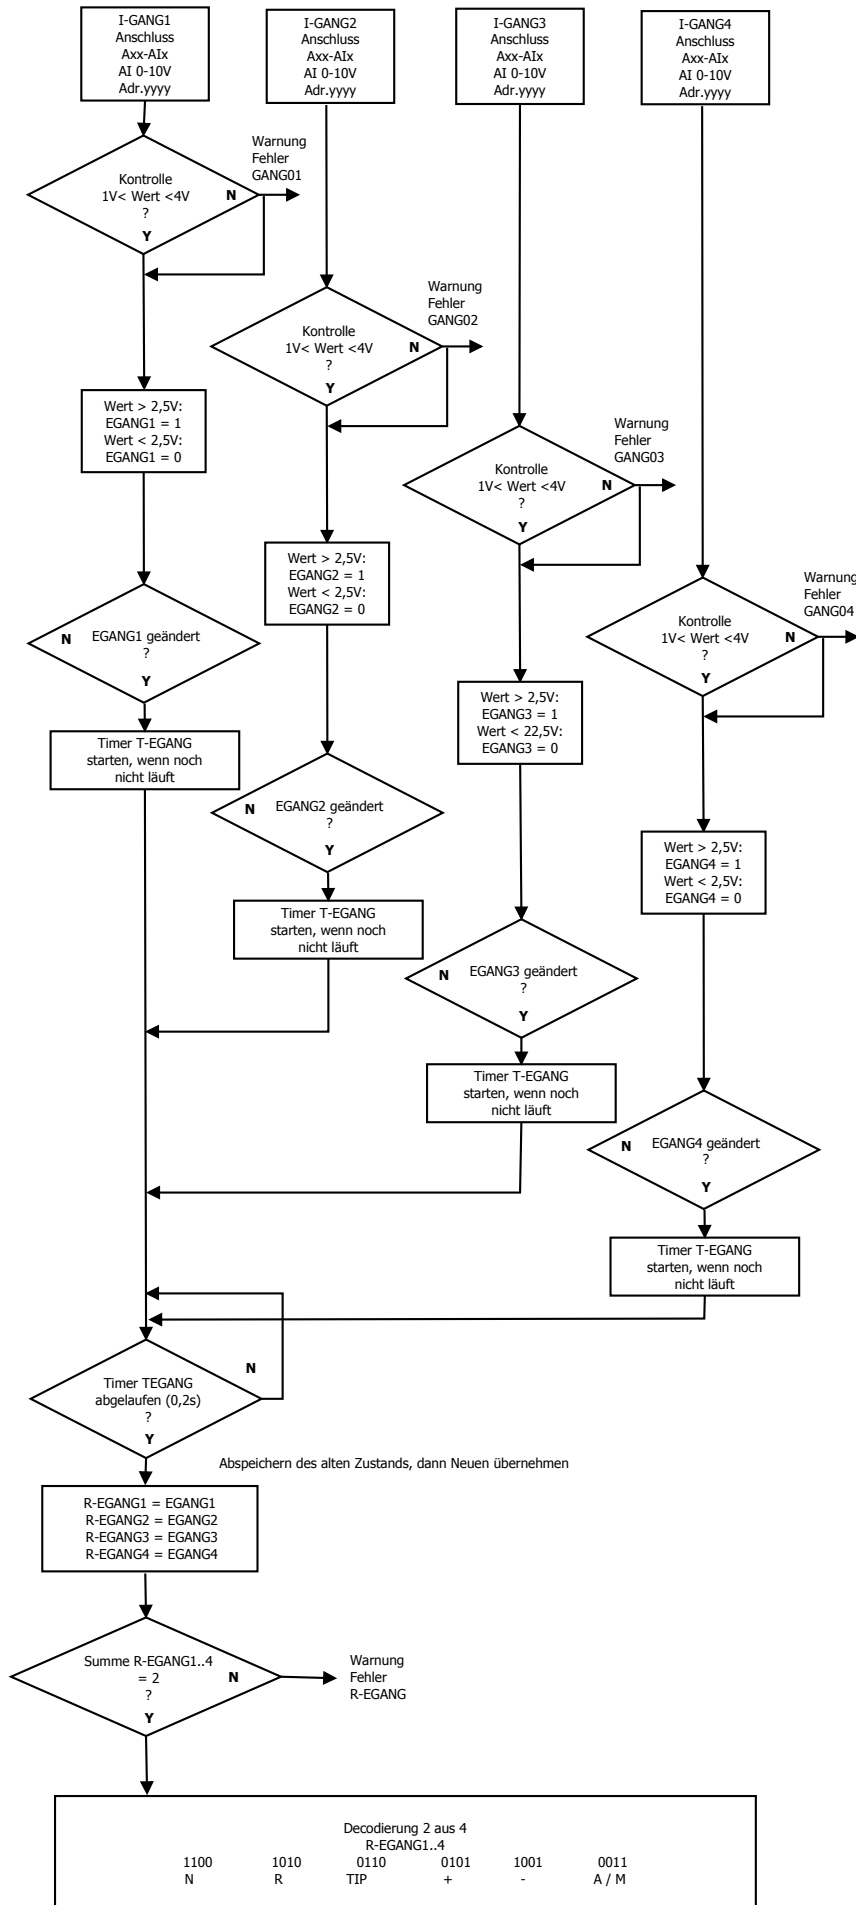 I-GANG1
Anschluss
Axx-AIx
AI 0-10V
Adr.yyyy
I-GANG2
Anschluss
Axx-AIx
AI 0-10V
Adr.yyyy
I-GANG3
Anschluss
Axx-AIx
AI 0-10V
Adr.yyyy
I-GANG4
Anschluss
Axx-AIx
AI 0-10V
Adr.yyyy
Kontrolle
1V< Wert <4V
?
N
Y
Warnung
Fehler
GANG01
Kontrolle
1V< Wert <4V
?
N
Y
Warnung
Fehler
GANG02
Kontrolle
1V< Wert <4V
?
N
Y
Warnung
Fehler
GANG03
Kontrolle
1V< Wert <4V
?
N
Y
Warnung
Fehler
GANG04
Wert > 2,5V:
EGANG1 = 1
Wert < 2,5V:
EGANG1 = 0
Wert > 2,5V:
EGANG2 = 1
Wert < 2,5V:
EGANG2 = 0
Wert > 2,5V:
EGANG3 = 1
Wert < 22,5V:
EGANG3 = 0
Wert > 2,5V:
EGANG4 = 1
Wert < 2,5V:
EGANG4 = 0
N
EGANG1 geändert
?
Y
Timer T-EGANG
starten, wenn noch
nicht läuft
N
EGANG2 geändert
?
Y
Timer T-EGANG
starten, wenn noch
nicht läuft
N
EGANG3 geändert
?
Y
Timer T-EGANG
starten, wenn noch
nicht läuft
N
EGANG4 geändert
?
Y
Timer T-EGANG
starten, wenn noch
nicht läuft
Timer TEGANG
abgelaufen (0,2s)
?
N
Y
Abspeichern des alten Zustands, dann Neuen übernehmen
R-EGANG1 = EGANG1
R-EGANG2 = EGANG2
R-EGANG3 = EGANG3
R-EGANG4 = EGANG4
Summe R-EGANG1..4
= 2
?
N
Y
Warnung
Fehler
R-EGANG
Decodierung 2 aus 4
R-EGANG1..4
1100 1010 0110 0101 1001 0011
N R TIP + - A / M